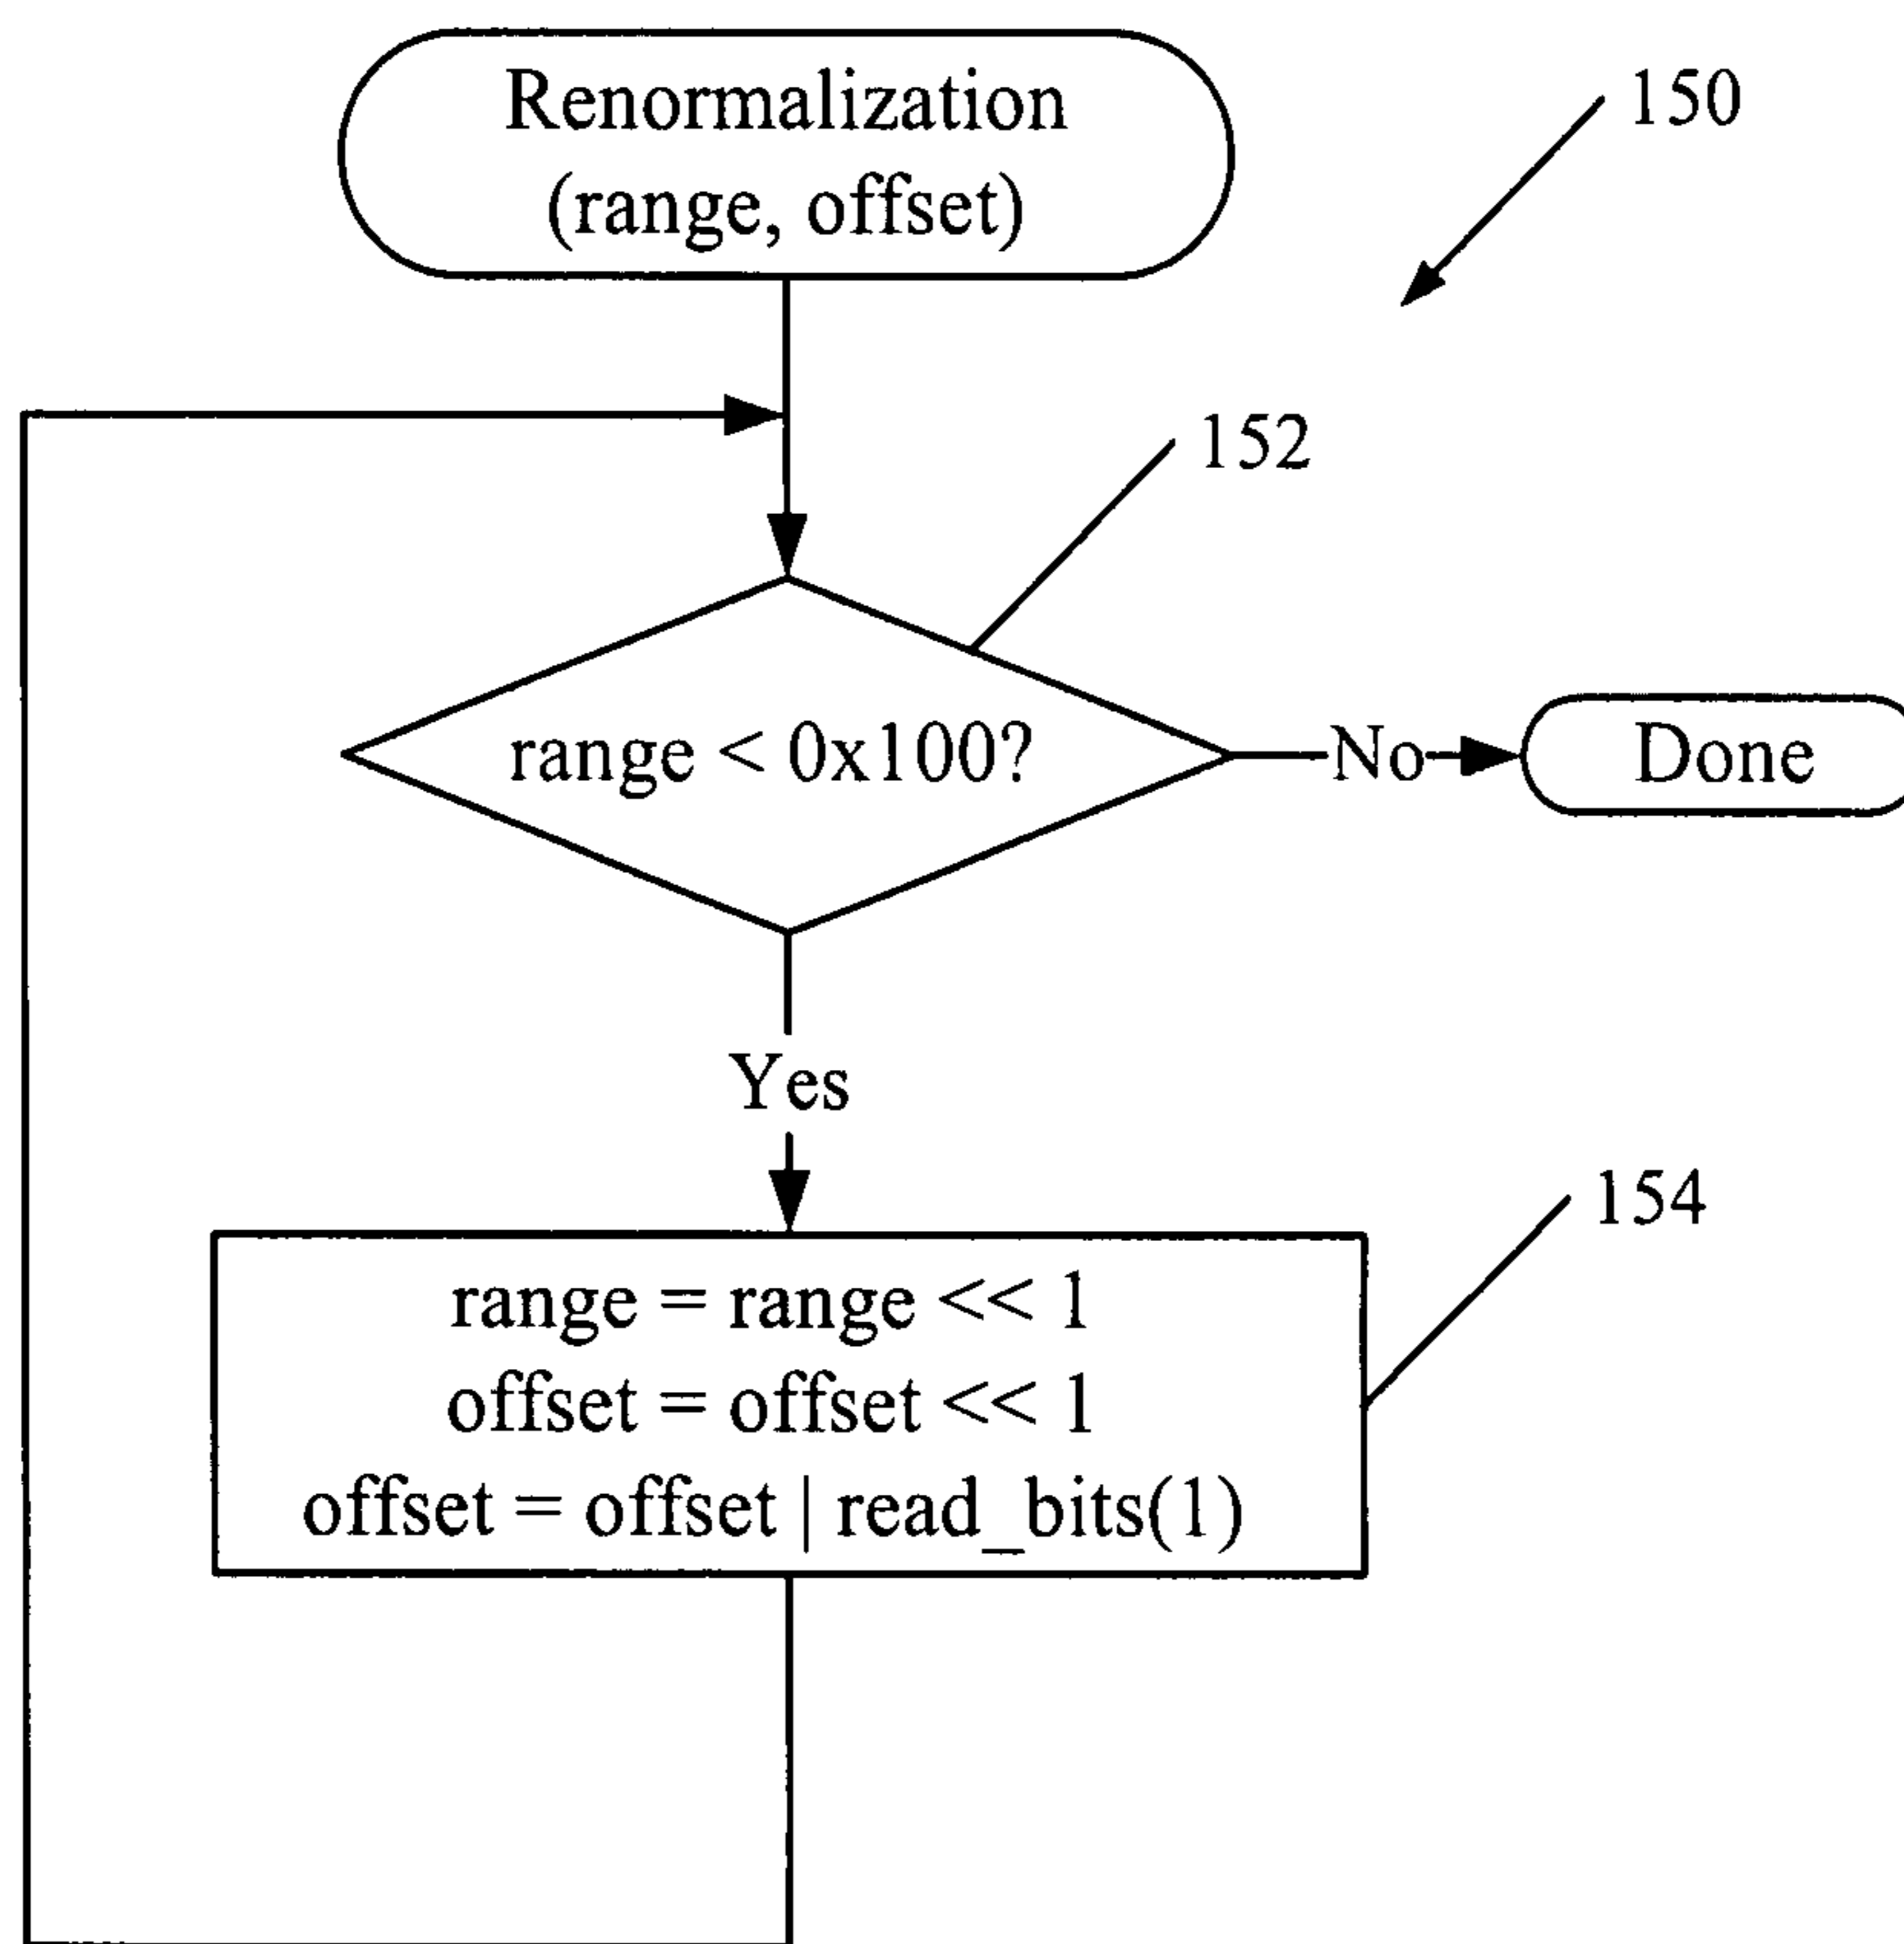 Renormalization
(range, offset)
150
152
range < 0x100?
No
Done
Yes
154
range = range << 1
offset = offset << 1
offset = offset | read_bits(1)